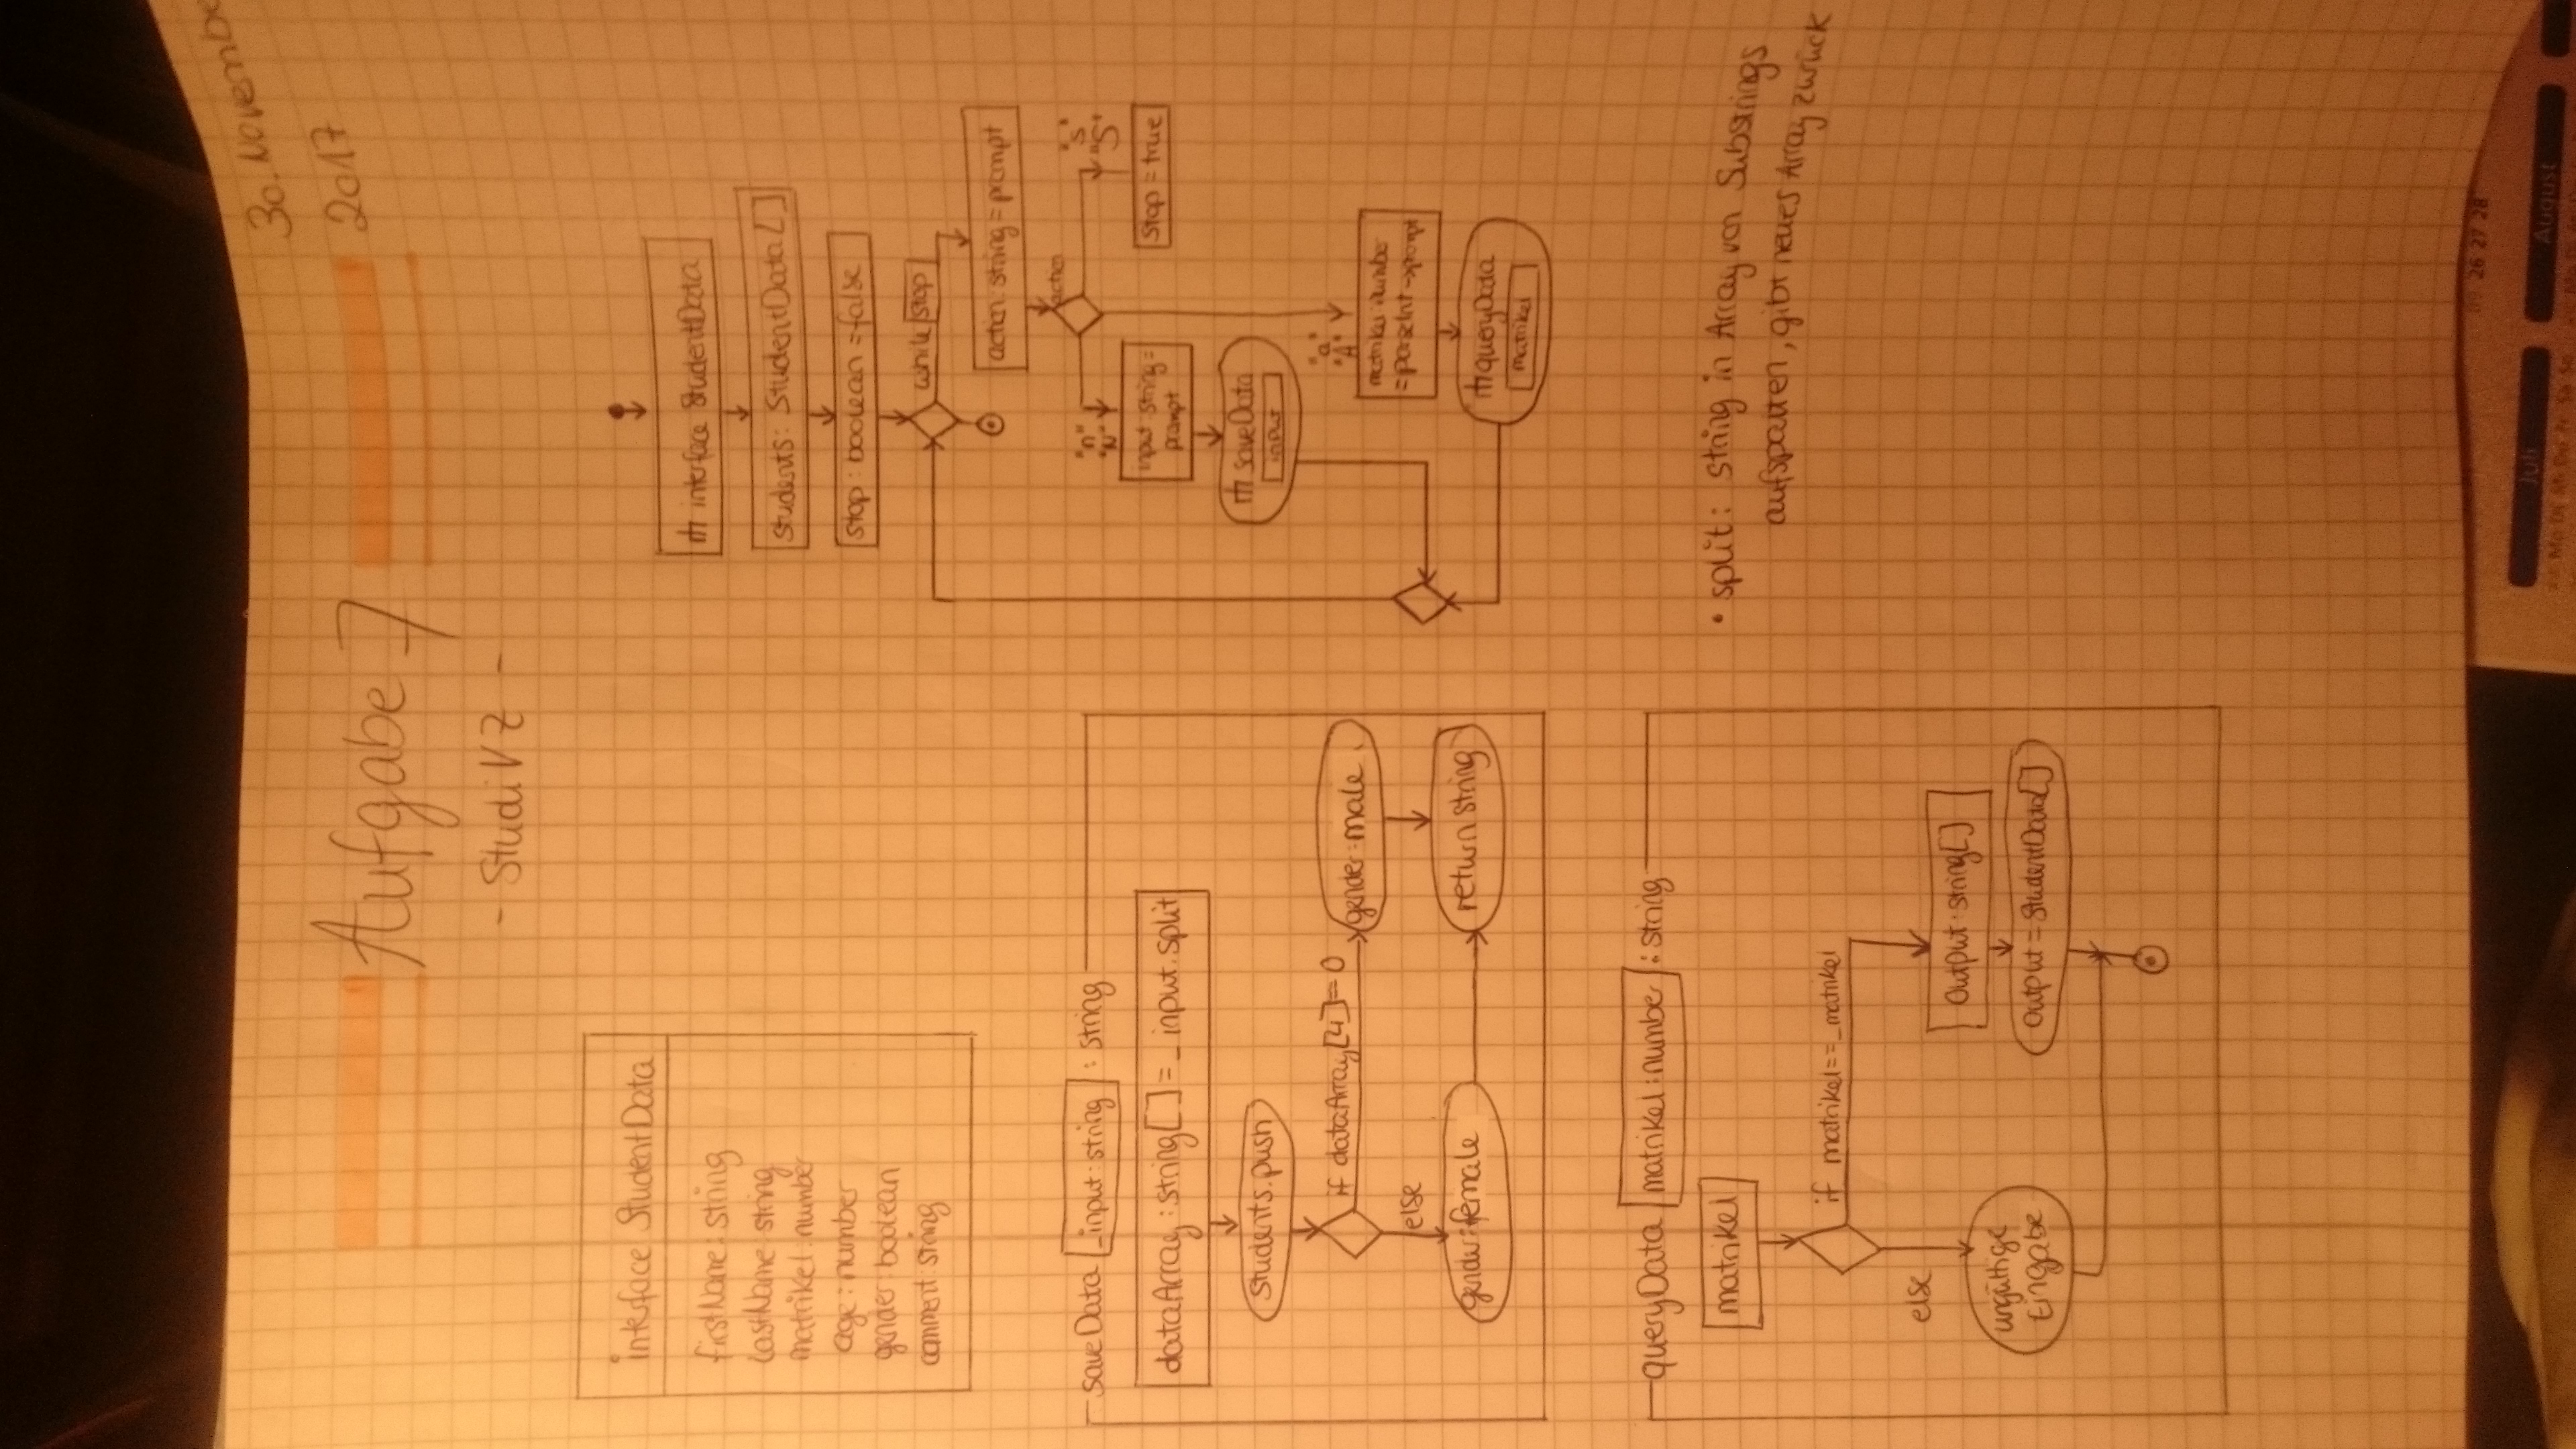 30. Novembe
2017
Aufgabe 7
- StudiVZ -
interface StudentData
firstName: string
lastName: string
matrikel: number
age: number
gender: boolean
comment: string
interface StudentData
students: StudentData[]
stop: boolean = false
while stop
action: string = prompt
action
"n"
"N"
"s"
"S"
input: string =
prompt
stop = true
saveData
input
"a"
"A"
matrikel: number
= parseInt → prompt
queryData
matrikel
saveData _input: string : string
dataArray: string[] = _input.split
students.push
if dataArray[4] == 0
gender: male
else
gender: female
return string
queryData matrikel: number : string
matrikel
if matrikel == _matrikel
else
output: string[]
ungültige
Eingabe
output = StudentData[]
• split: String in Array von Substrings
aufspalten, gibt neues Array zurück
26 27 28
Juli
August